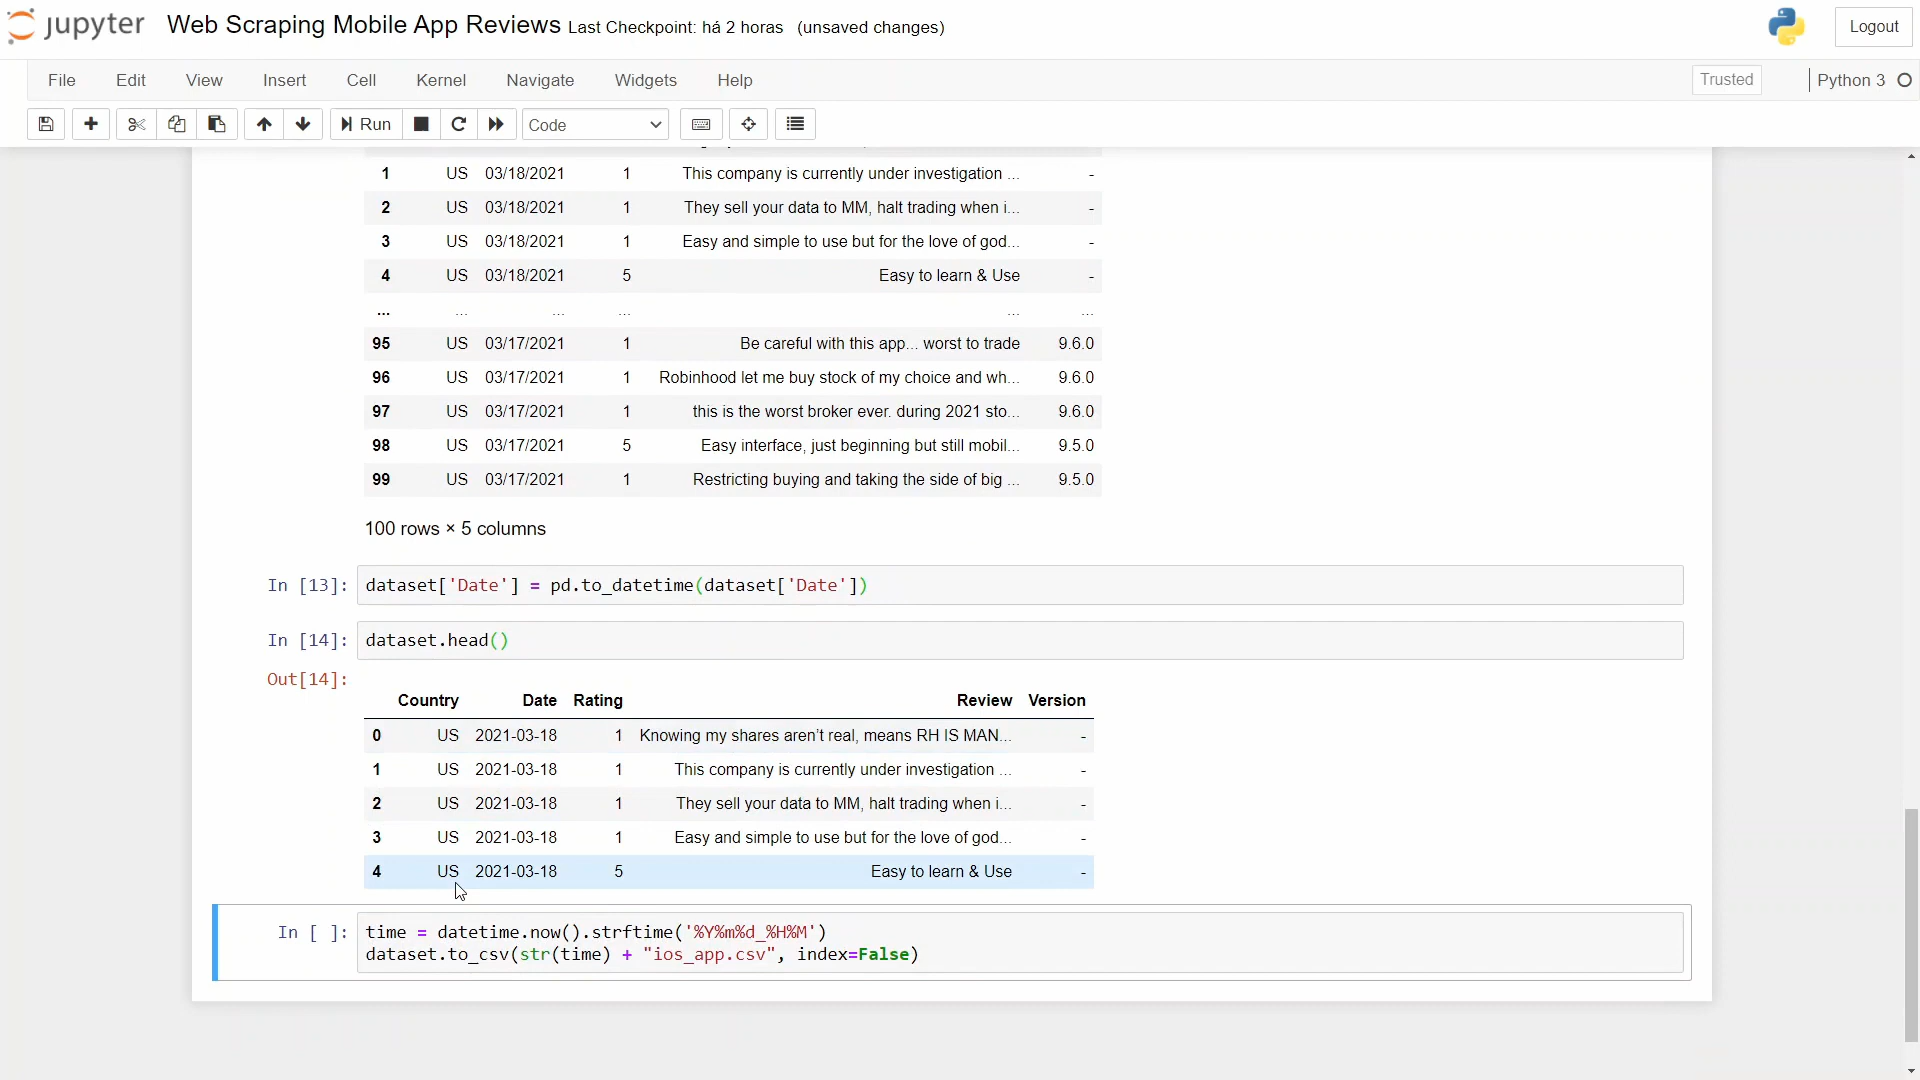 jupyter Web Scraping Mobile App Reviews Last Checkpoint: há 2 horas (unsaved changes) Logout
File Edit View Insert Cell Kernel Navigate Widgets Help Trusted Python 3
Run Code
1 US 03/18/2021 1 This company is currently under investigation ... -
2 US 03/18/2021 1 They sell your data to MM, halt trading when i... -
3 US 03/18/2021 1 Easy and simple to use but for the love of god... -
4 US 03/18/2021 5 Easy to learn & Use -
... ... ... ... ... ...
95 US 03/17/2021 1 Be careful with this app... worst to trade 9.6.0
96 US 03/17/2021 1 Robinhood let me buy stock of my choice and wh... 9.6.0
97 US 03/17/2021 1 this is the worst broker ever. during 2021 sto... 9.6.0
98 US 03/17/2021 5 Easy interface, just beginning but still mobil... 9.5.0
99 US 03/17/2021 1 Restricting buying and taking the side of big ... 9.5.0
100 rows × 5 columns
In [13]: dataset['Date'] = pd.to_datetime(dataset['Date'])
In [14]: dataset.head()
Out[14]:
Country Date Rating Review Version
0 US 2021-03-18 1 Knowing my shares aren’t real, means RH IS MAN... -
1 US 2021-03-18 1 This company is currently under investigation ... -
2 US 2021-03-18 1 They sell your data to MM, halt trading when i... -
3 US 2021-03-18 1 Easy and simple to use but for the love of god... -
4 US 2021-03-18 5 Easy to learn & Use -
In [ ]: time = datetime.now().strftime('%Y%m%d_%H%M')
dataset.to_csv(str(time) + "ios_app.csv", index=False)